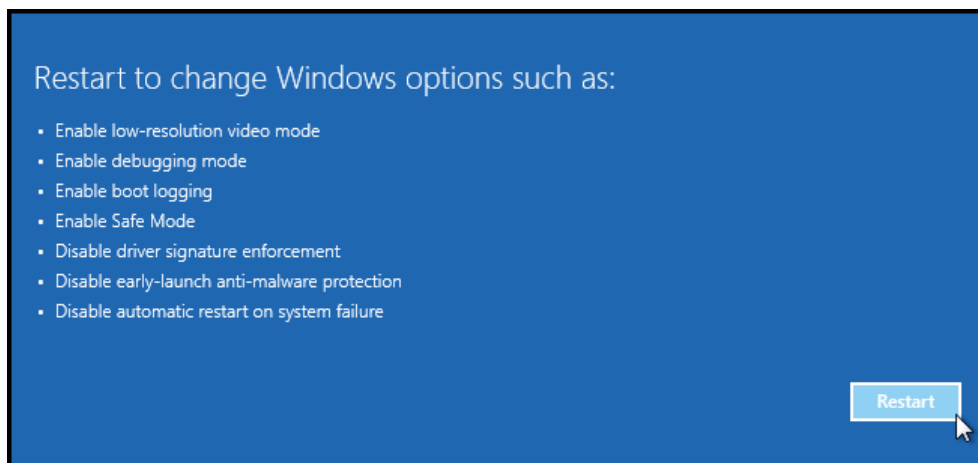 Restart to change Windows options such as:
• Enable low-resolution video mode
• Enable debugging mode
• Enable boot logging
• Enable Safe Mode
• Disable driver signature enforcement
• Disable early-launch anti-malware protection
• Disable automatic restart on system failure
Restart